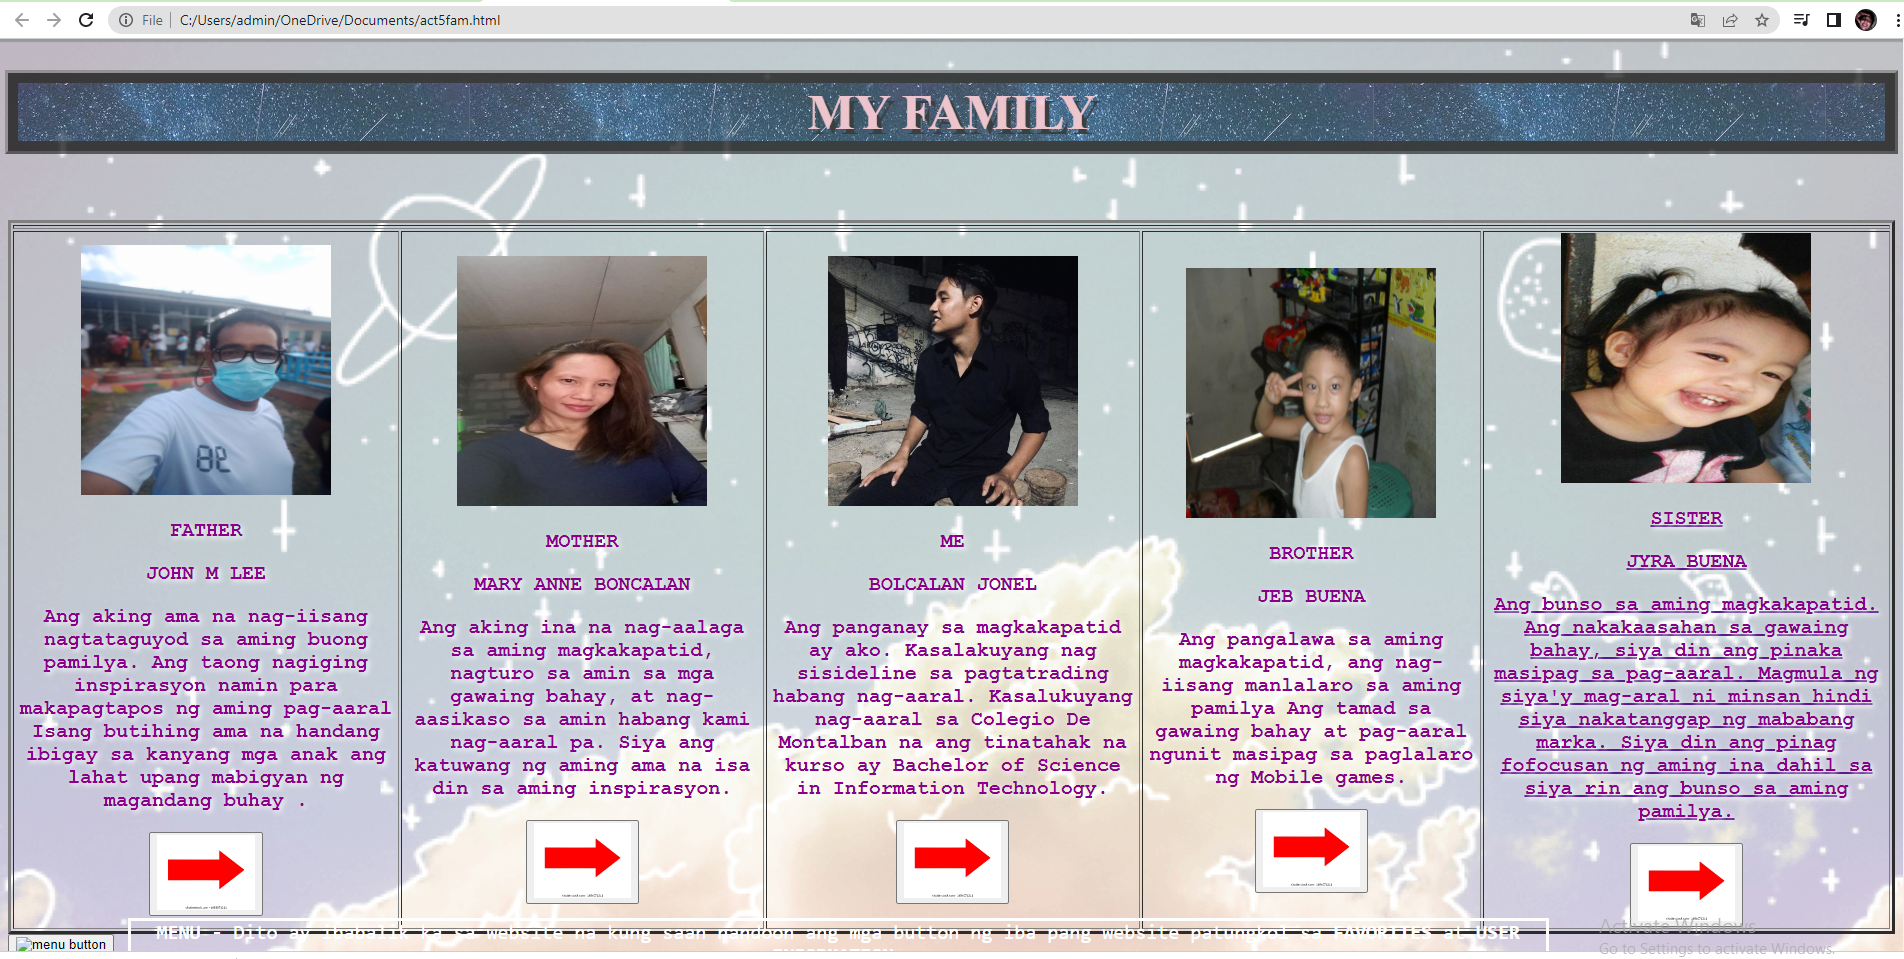 File | C:/Users/admin/OneDrive/Documents/act5fam.html
MY FAMILY
FATHER
JOHN M LEE
Ang aking ama na nag-iisang
nagtataguyod sa aming buong
pamilya. Ang taong nagiging
inspirasyon namin para
makapagtapos ng aming pag-aaral
Isang butihing ama na handang
ibigay sa kanyang mga anak ang
lahat upang mabigyan ng
magandang buhay .
MOTHER
MARY ANNE BONCALAN
Ang aking ina na nag-aalaga
sa aming magkakapatid,
nagturo sa amin sa mga
gawaing bahay, at nag-
aasikaso sa amin habang kami
nag-aaral pa. Siya ang
katuwang ng aming ama na isa
din sa aming inspirasyon.
ME
BOLCALAN JONEL
Ang panganay sa magkakapatid
ay ako. Kasalakuyang nag
sisideline sa pagtatrading
habang nag-aaral. Kasalukuyang
nag-aaral sa Colegio De
Montalban na ang tinatahak na
kurso ay Bachelor of Science
in Information Technology.
BROTHER
JEB BUENA
Ang pangalawa sa aming
magkakapatid, ang nag-
iisang manlalaro sa aming
pamilya Ang tamad sa
gawaing bahay at pag-aaral
ngunit masipag sa paglalaro
ng Mobile games.
SISTER
JYRA BUENA
Ang bunso sa aming magkakapatid.
Ang nakakaasahan sa gawaing
bahay, siya din ang pinaka
masipag sa pag-aaral. Magmula ng
siya'y mag-aral ni minsan hindi
siya nakatanggap ng mababang
marka. Siya din ang pinag
fofocusan ng aming ina dahil sa
siya rin ang bunso sa aming
pamilya.
menu button
MENU - Dito ay ibabalik ka sa website na kung saan nandoon ang mga button ng iba pang website patungkol sa FAVORITES at USER
Activate Windows
Go to Settings to activate Windows.